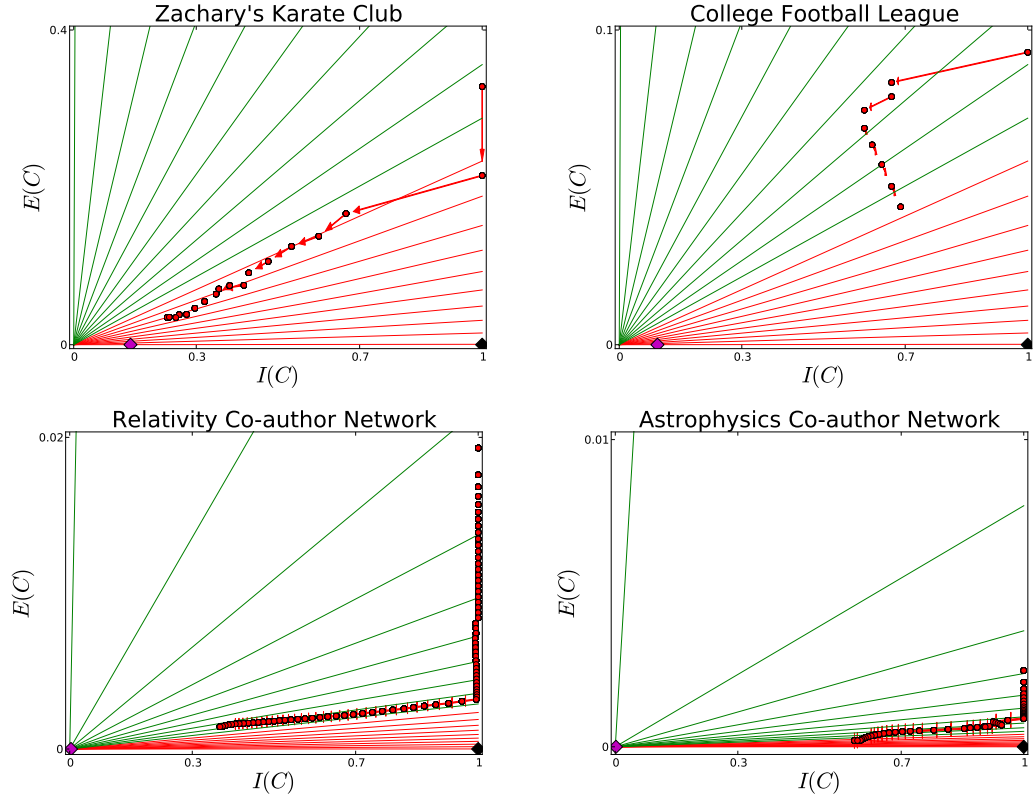 Zachary's Karate Club
0.4
E(C)
0
0
0.3
0.7
1
I(C)
College Football League
0.1
E(C)
0
0
0.3
0.7
1
I(C)
Relativity Co-author Network
0.02
E(C)
0
0
0.3
0.7
1
I(C)
Astrophysics Co-author Network
0.01
E(C)
0
0
0.3
0.7
1
I(C)